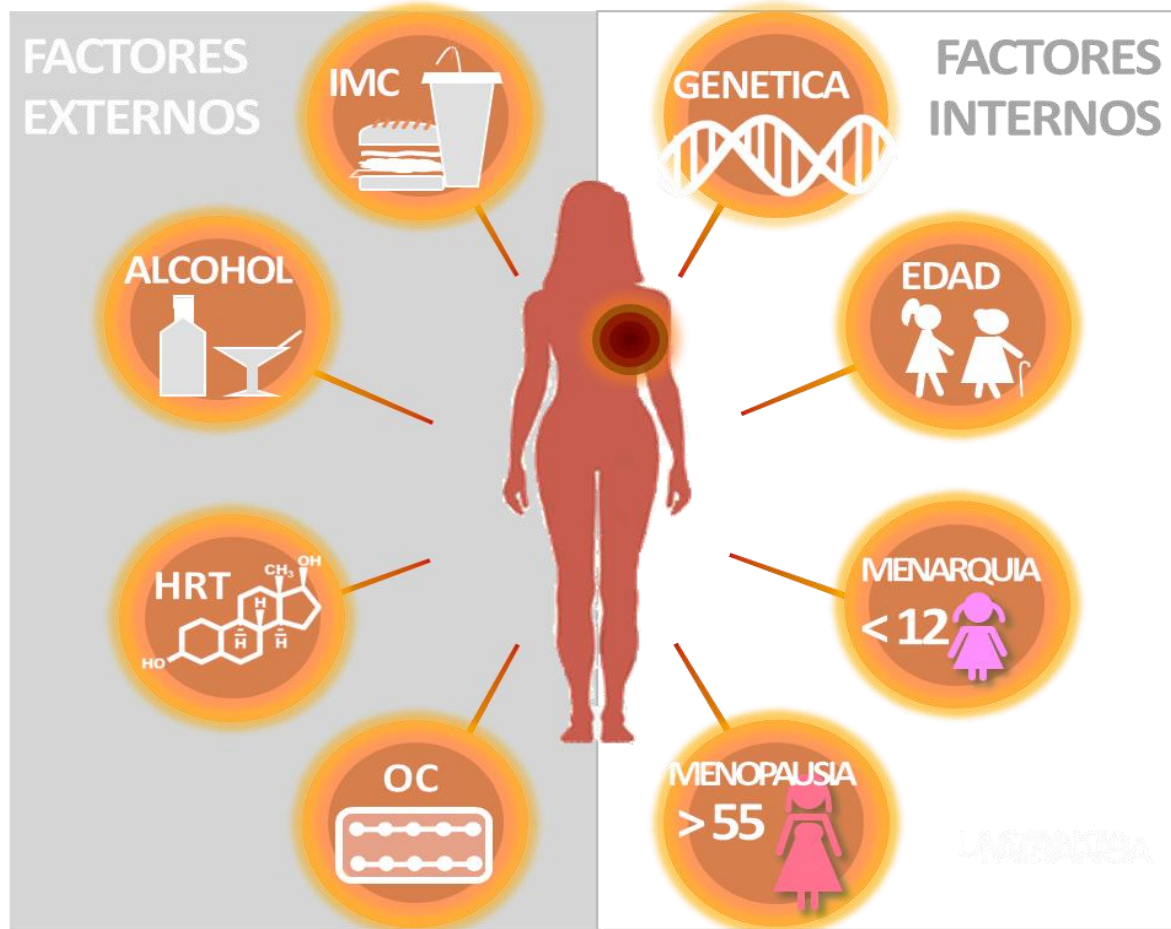 FACTORES
EXTERNOS
FACTORES
INTERNOS
IMC
GENETICA
ALCOHOL
EDAD
HRT
CH₃
OH
H
H
H
HO
MENARQUIA
< 12
OC
MENOPAUSIA
> 55